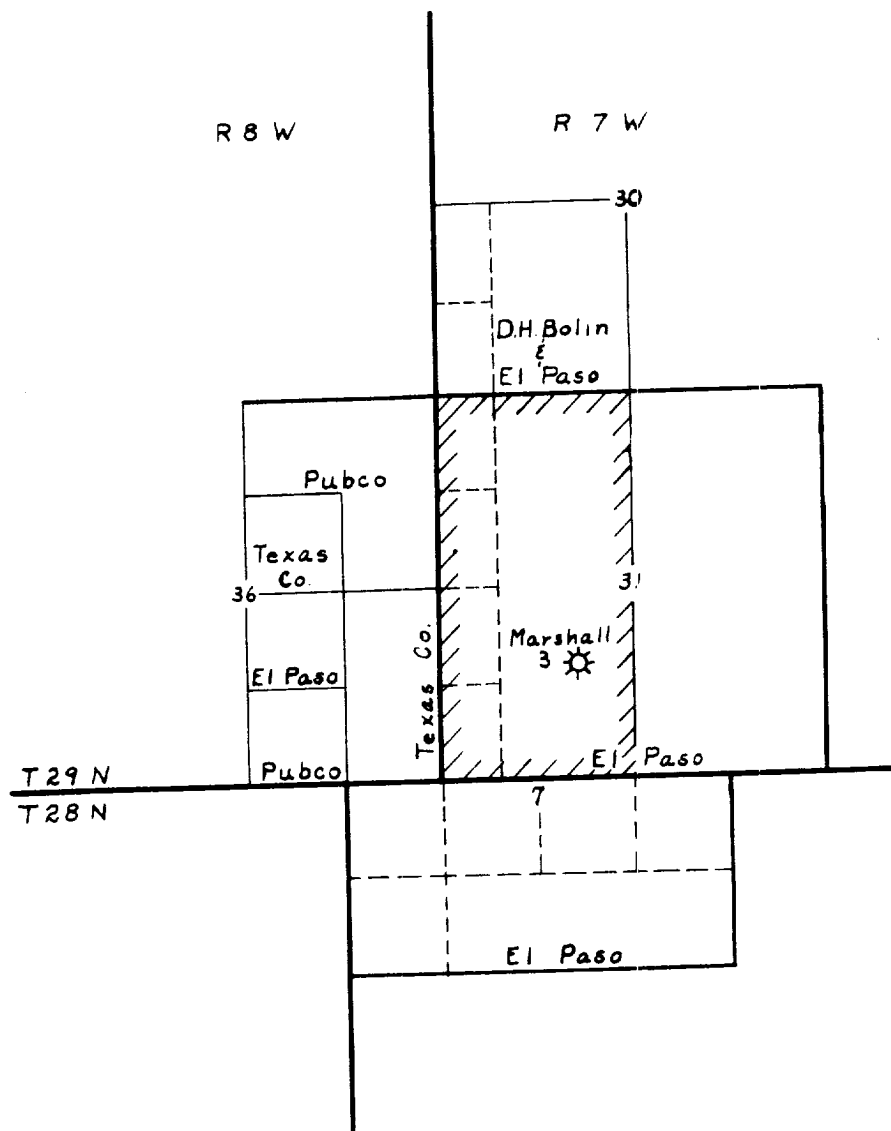 R 8 W
R 7 W
30
D.H. Bolin
&
El Paso
Pubco
Texas
Co.
36
31
Texas Co.
Marshall
3
El Paso
El Paso
Pubco
T 29 N
T 28 N
7
El Paso